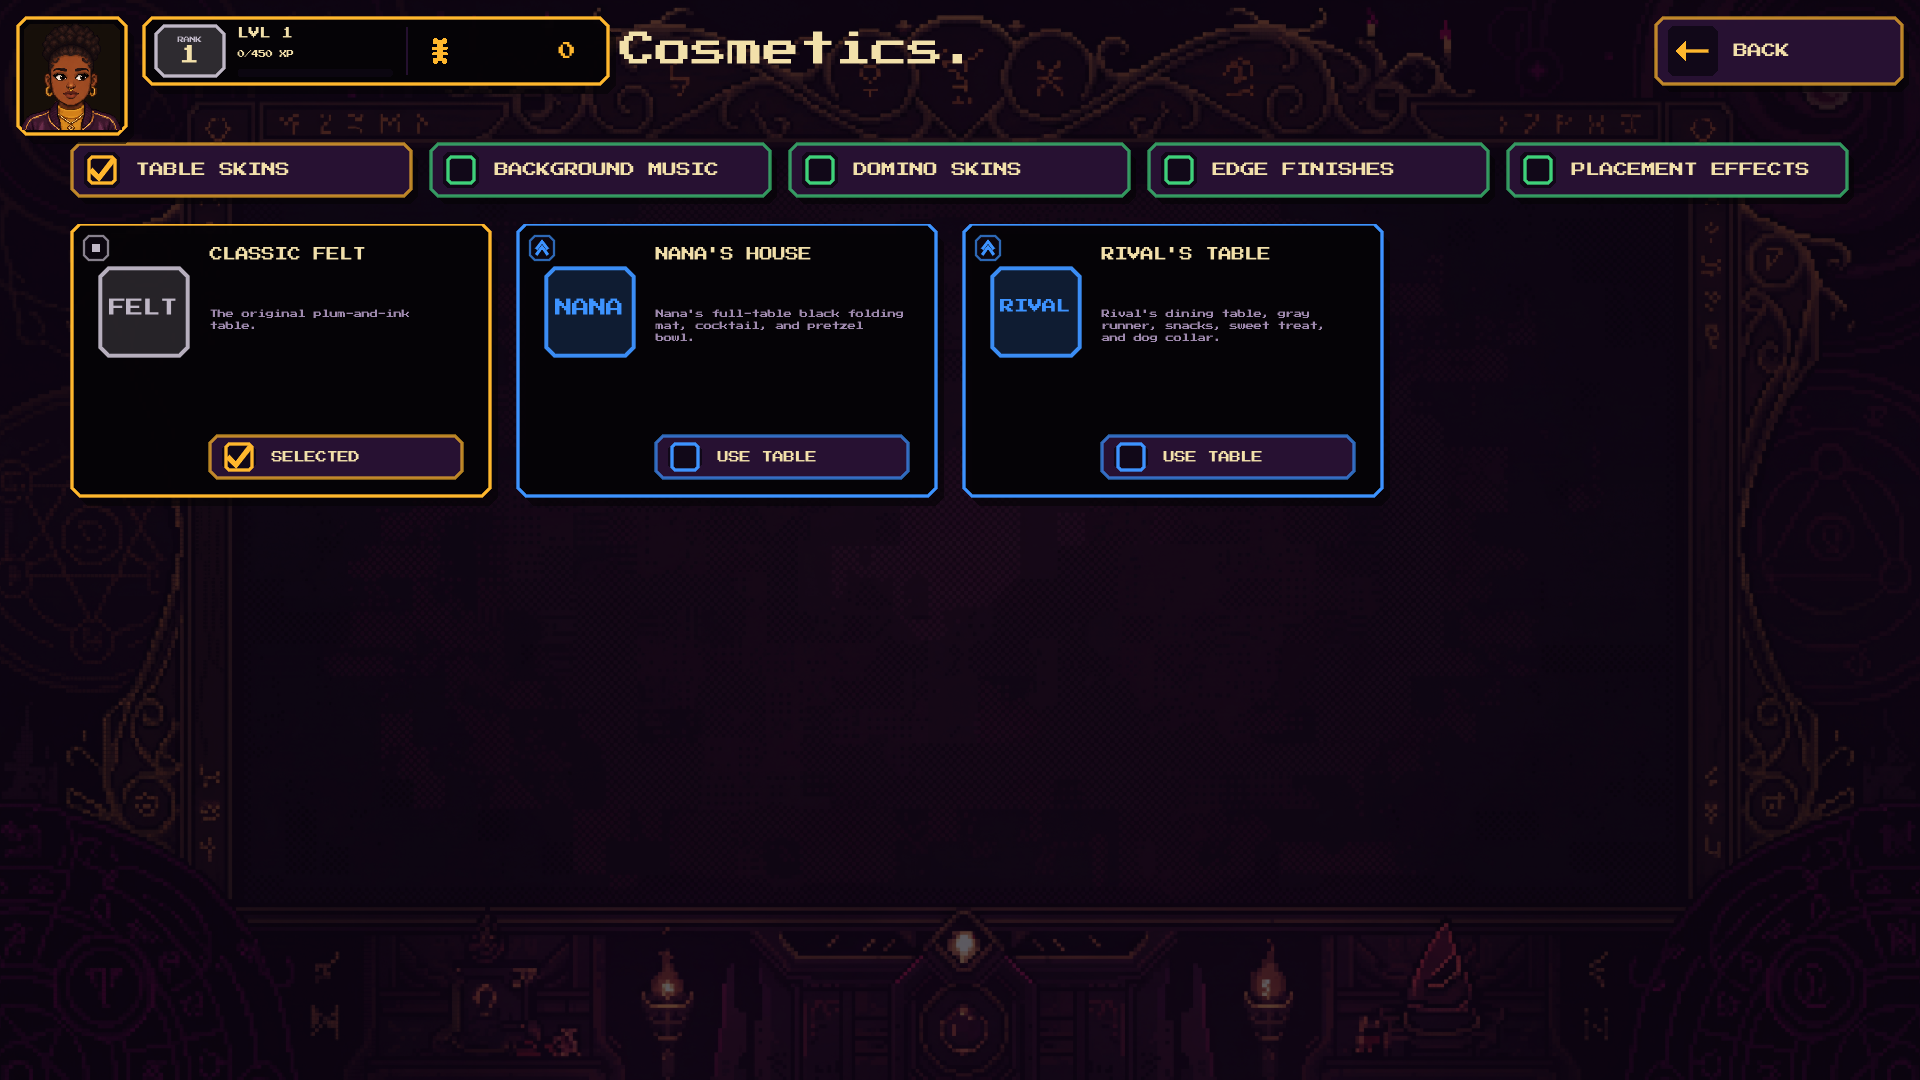 RANK
1
LVL 1
0/450 XP
0
Cosmetics.
BACK
TABLE SKINS
BACKGROUND MUSIC
DOMINO SKINS
EDGE FINISHES
PLACEMENT EFFECTS
CLASSIC FELT
FELT
The original plum-and-ink
table.
SELECTED
NANA'S HOUSE
NANA
Nana's full-table black folding
mat, cocktail, and pretzel
bowl.
USE TABLE
RIVAL'S TABLE
RIVAL
Rival's dining table, gray
runner, snacks, sweet treat,
and dog collar.
USE TABLE